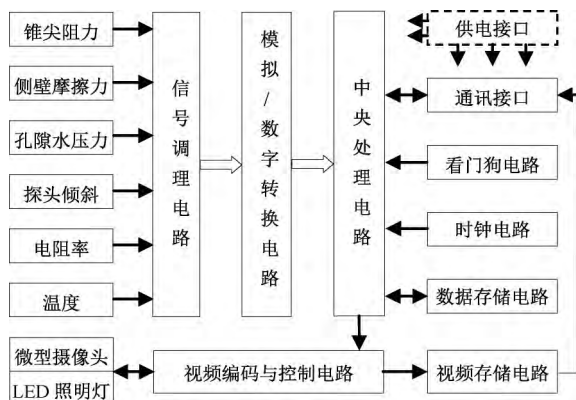 锥尖阻力
侧壁摩擦力
孔隙水压力
探头倾斜
电阻率
温度
微型摄像头
LED 照明灯
信号调理电路
模拟/数字转换电路
中央处理电路
供电接口
通讯接口
看门狗电路
时钟电路
数据存储电路
视频编码与控制电路
视频存储电路